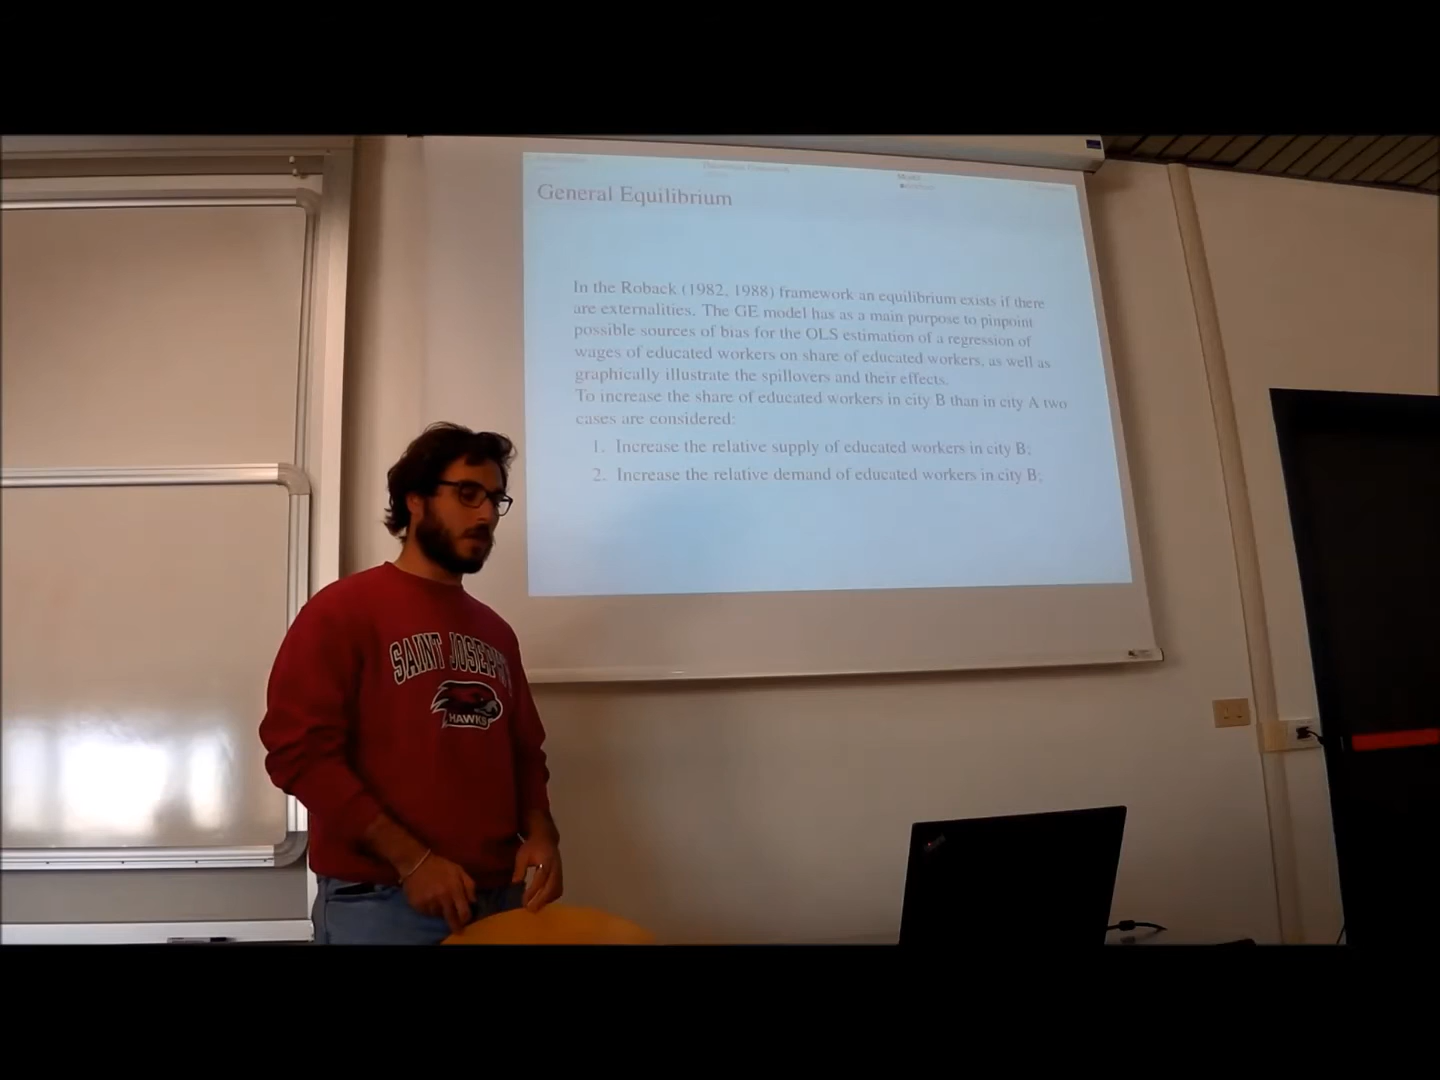 Theoretical Framework
Model
General Equilibrium
In the Roback (1982, 1988) framework an equilibrium exists if there
are externalities. The GE model has as a main purpose to pinpoint
possible sources of bias for the OLS estimation of a regression of
wages of educated workers on share of educated workers, as well as
graphically illustrate the spillovers and their effects.
To increase the share of educated workers in city B than in city A two
cases are considered:
1. Increase the relative supply of educated workers in city B;
2. Increase the relative demand of educated workers in city B;
SAINT JOSEPH'S
HAWKS